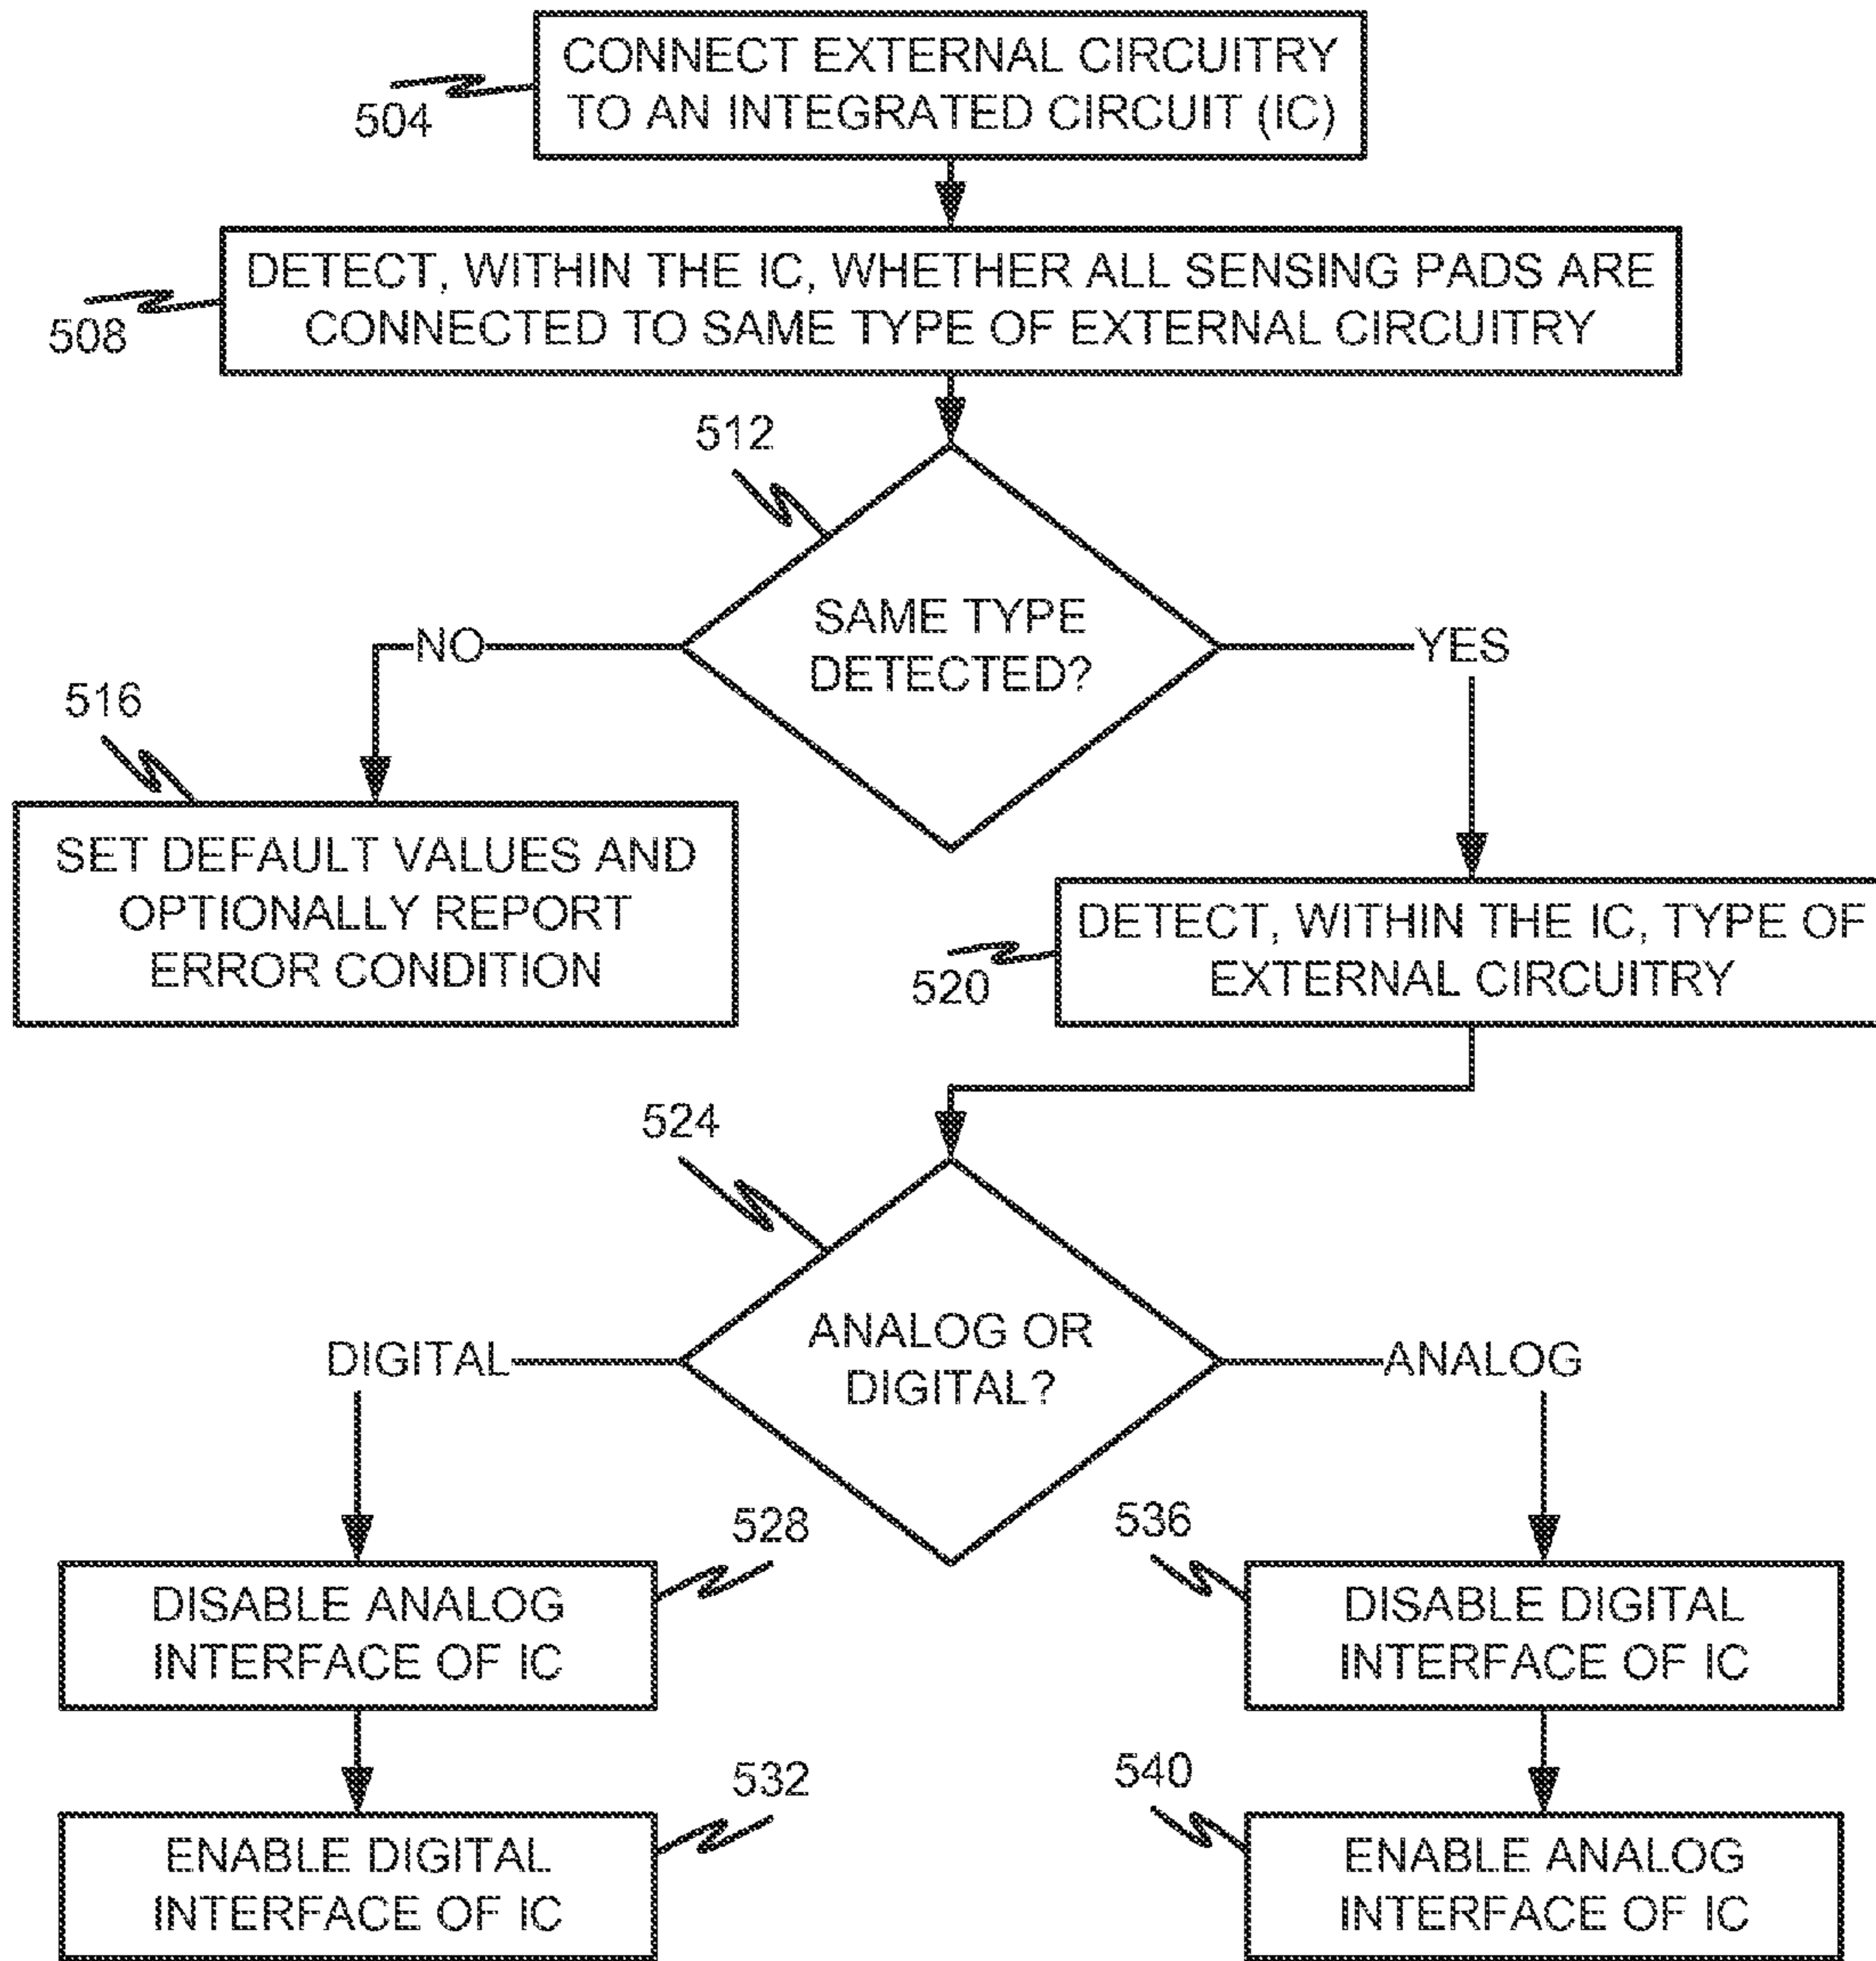 CONNECT EXTERNAL CIRCUITRY
TO AN INTEGRATED CIRCUIT (IC)
504
DETECT, WITHIN THE IC, WHETHER ALL SENSING PADS ARE
CONNECTED TO SAME TYPE OF EXTERNAL CIRCUITRY
508
512
SAME TYPE
DETECTED?
NO
YES
516
SET DEFAULT VALUES AND
OPTIONALLY REPORT
ERROR CONDITION
DETECT, WITHIN THE IC, TYPE OF
EXTERNAL CIRCUITRY
520
524
ANALOG OR
DIGITAL?
DIGITAL
ANALOG
528
536
DISABLE ANALOG
INTERFACE OF IC
DISABLE DIGITAL
INTERFACE OF IC
532
540
ENABLE DIGITAL
INTERFACE OF IC
ENABLE ANALOG
INTERFACE OF IC